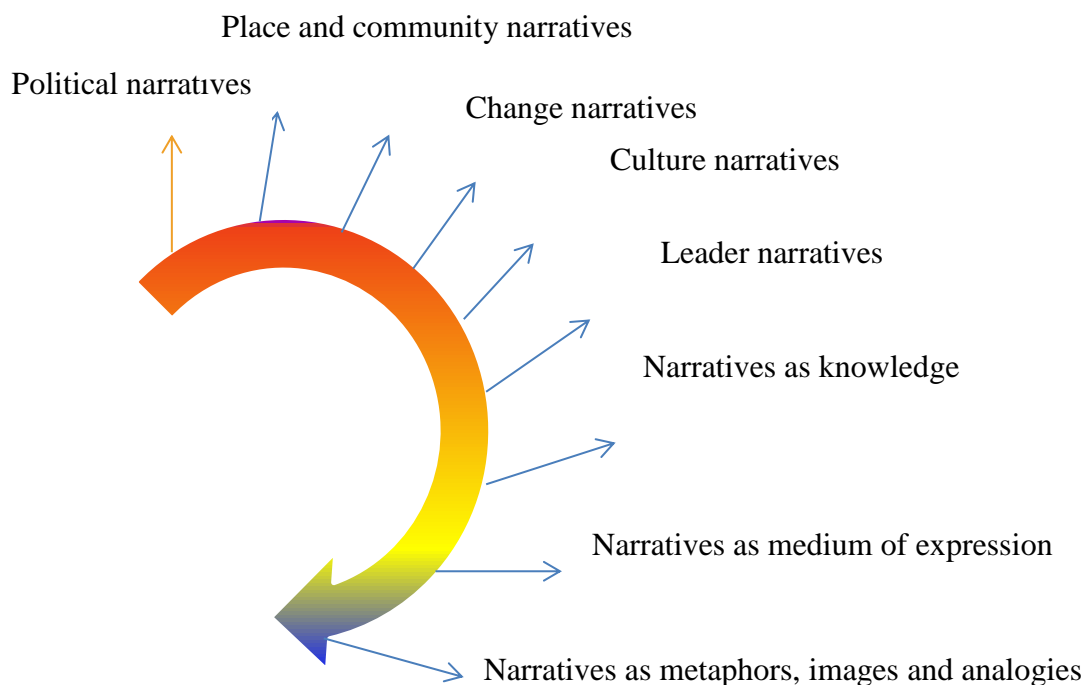 Place and community narratives
Political narratives
Change narratives
Culture narratives
Leader narratives
Narratives as knowledge
Narratives as medium of expression
Narratives as metaphors, images and analogies